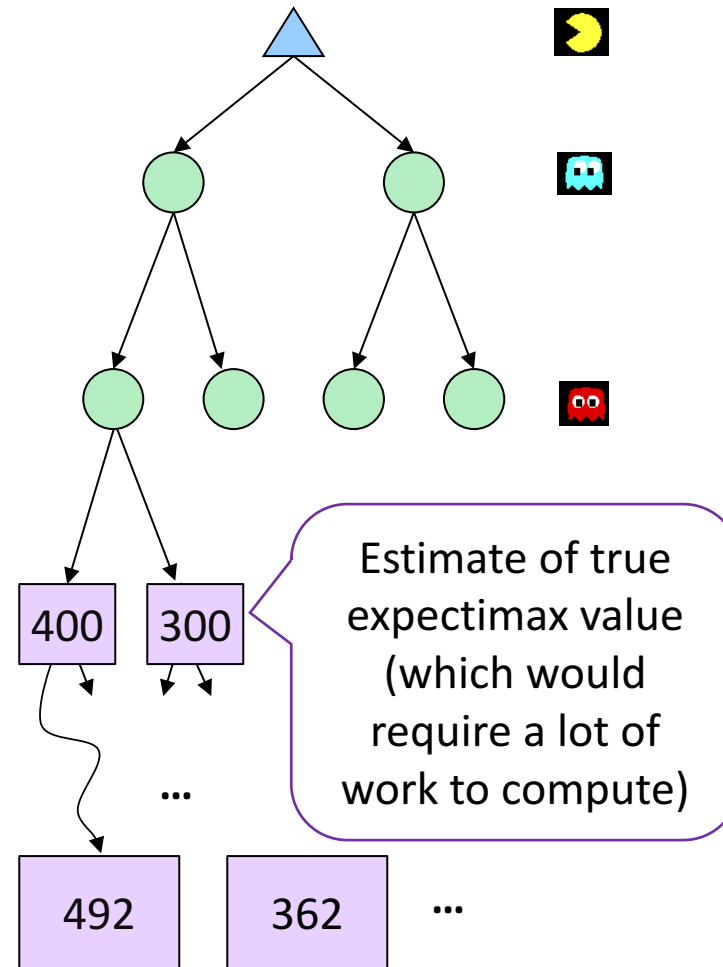 Estimate of true
expectimax value
(which would
require a lot of
work to compute)
400 300
...
492 362 ...